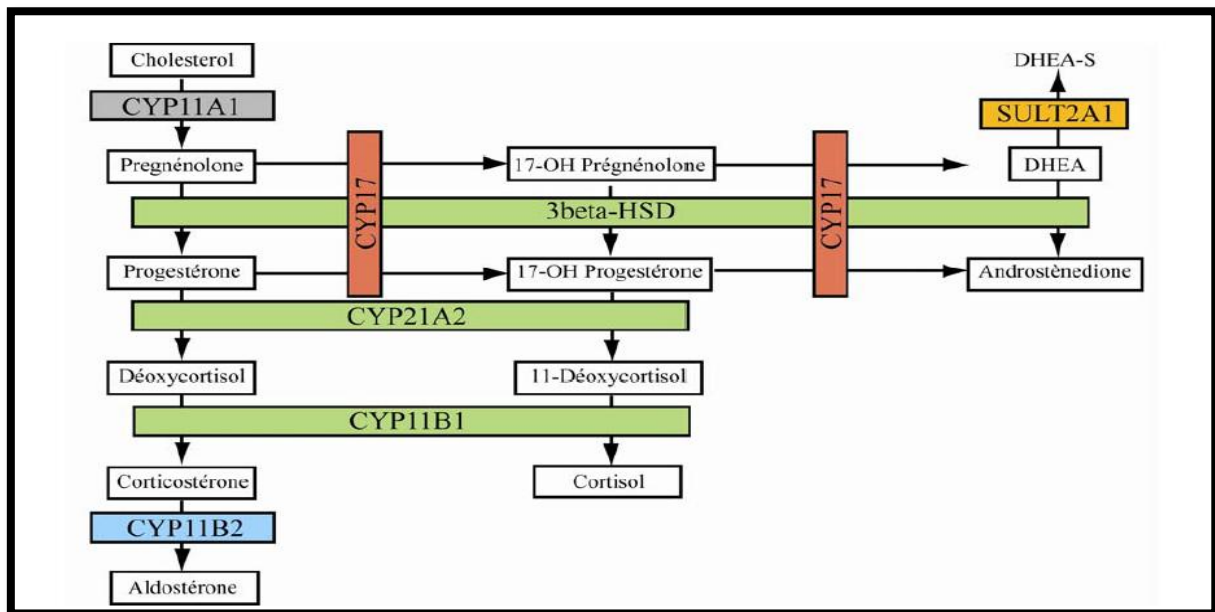 Cholesterol
DHEA-S
CYP11A1
SULT2A1
Pregnénolone
17-OH Prégnénolone
DHEA
CYP17
CYP17
3beta-HSD
Progestérone
17-OH Progestérone
Androstènedione
CYP21A2
Déoxycortisol
11-Déoxycortisol
CYP11B1
Corticostérone
Cortisol
CYP11B2
Aldostérone